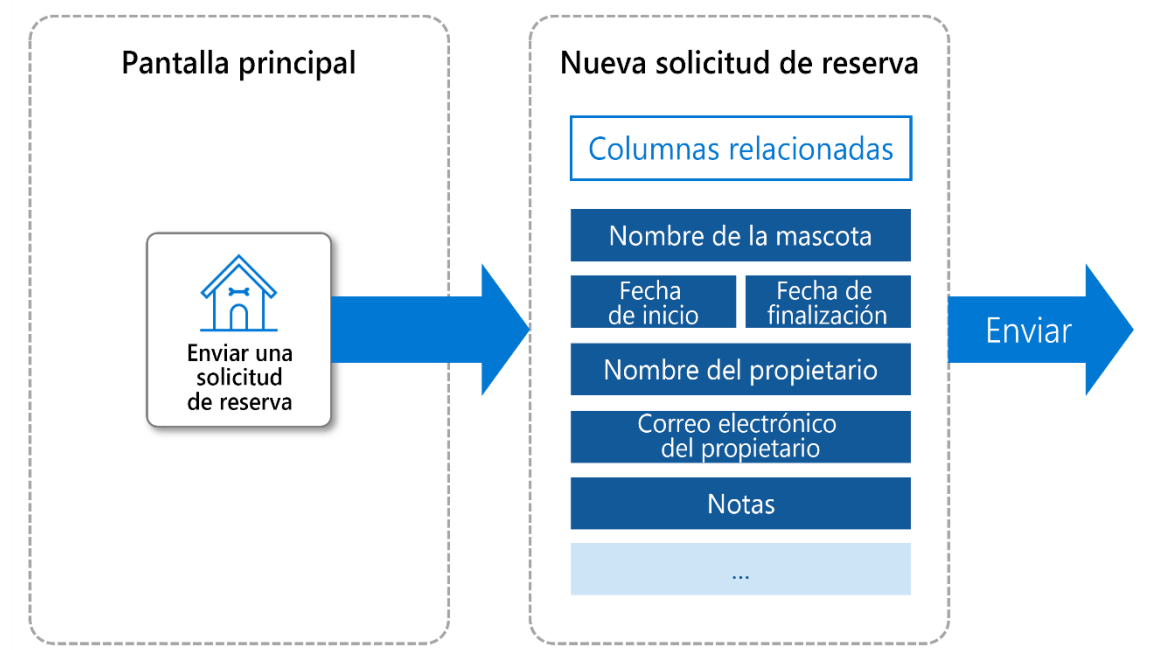 Pantalla principal
Enviar una
solicitud
de reserva
Nueva solicitud de reserva
Columnas relacionadas
Nombre de la mascota
Fecha
de inicio
Fecha de
finalización
Nombre del propietario
Correo electrónico
del propietario
Notas
...
Enviar